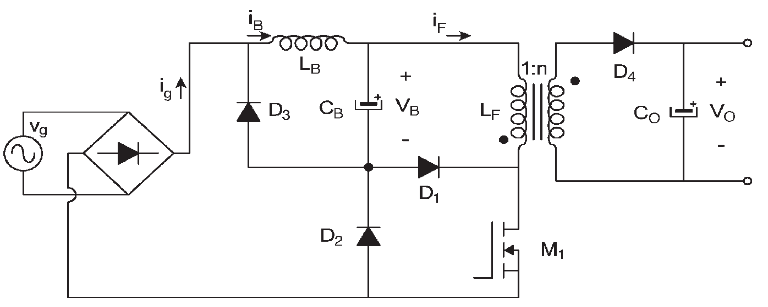 i_B
i_F
L_B
1:n
D_4
i_g
+
+
D_3
C_B
V_B
L_F
C_O
V_O
v_g
-
-
D_1
D_2
M_1